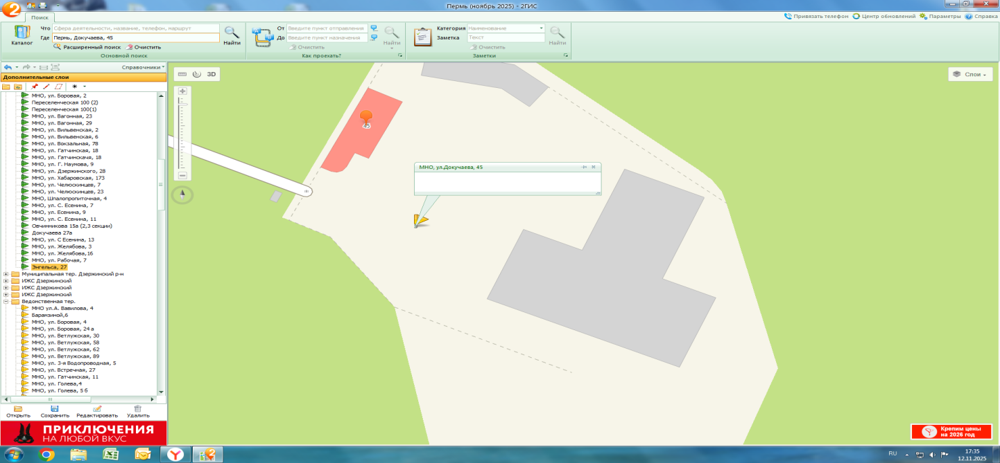 Пермь (ноябрь 2025) - 2ГИС
Поиск
Привязать телефон Центр обновлений Параметры Справка
Каталог
Что Сфера деятельности, название, телефон, маршрут
Где Пермь, Докучаева, 45
Расширенный поиск Очистить
Найти
Основной поиск
От Введите пункт отправления
До Введите пункт назначения
Очистить
Найти
Как проехать?
Категория Наименование
Заметка Текст
Очистить
Найти
Заметки
Справочники
Дополнительные слои
МНО, ул. Боровая, 2
Переселенческая 100 (2)
Переселенческая 100(1)
МНО, ул. Вагонная, 23
МНО, ул. Вагонная, 29
МНО, ул. Вильвенская, 2
МНО, ул. Вильвенская, 6
МНО, ул. Вокзальная, 78
МНО, ул. Гатчинская, 18
МНО, ул. Гатчинскачя, 18
МНО, ул. Г. Наумова, 9
МНО, ул. Дзержинского, 28
МНО, ул. Хабаровская, 173
МНО, ул. Челюскинцев, 7
МНО, ул. Челюскинцев, 23
МНО, Шпалопропиточная, 4
МНО, ул. С. Есенина, 7
МНО, ул. Есенина, 9
МНО, ул. С. Есенина, 11
Овчинникова 15а (2,3 секции)
Докучаева 27а
МНО, ул. С Есенина, 13
МНО, ул. Желябова, 3
МНО, ул. Желябова,16
МНО, ул. Рабочая, 7
Энгельса, 27
Муниципальная тер. Дзержинский р-н
ИЖС Дзержинский
ИЖС Дзержинский
ИЖС Дзержинский
Ведонственная тер.
МНО ул.А. Вавилова, 4
Барамзиной,6
МНО, ул. Боровая, 4
МНО, ул. Боровая, 24 а
МНО, ул. Ветлужская, 30
МНО, ул. Ветлужская, 58
МНО, ул. Ветлужская, 62
МНО, ул. Ветлужская, 89
МНО, ул. 3-я Водопроводная, 5
МНО, ул. Встречная, 27
МНО, ул. Гатчинская, 11
МНО, ул. Голева,4
МНО, ул. Голева, 5 б
Открыть Сохранить Редактировать Удалить
ПРИКЛЮЧЕНИЯ
НА ЛЮБОЙ ВКУС
3D
45
МНО, ул.Докучаева, 45
Слои
Крепим цены
на 2026 год
RU
17:35
12.11.2025